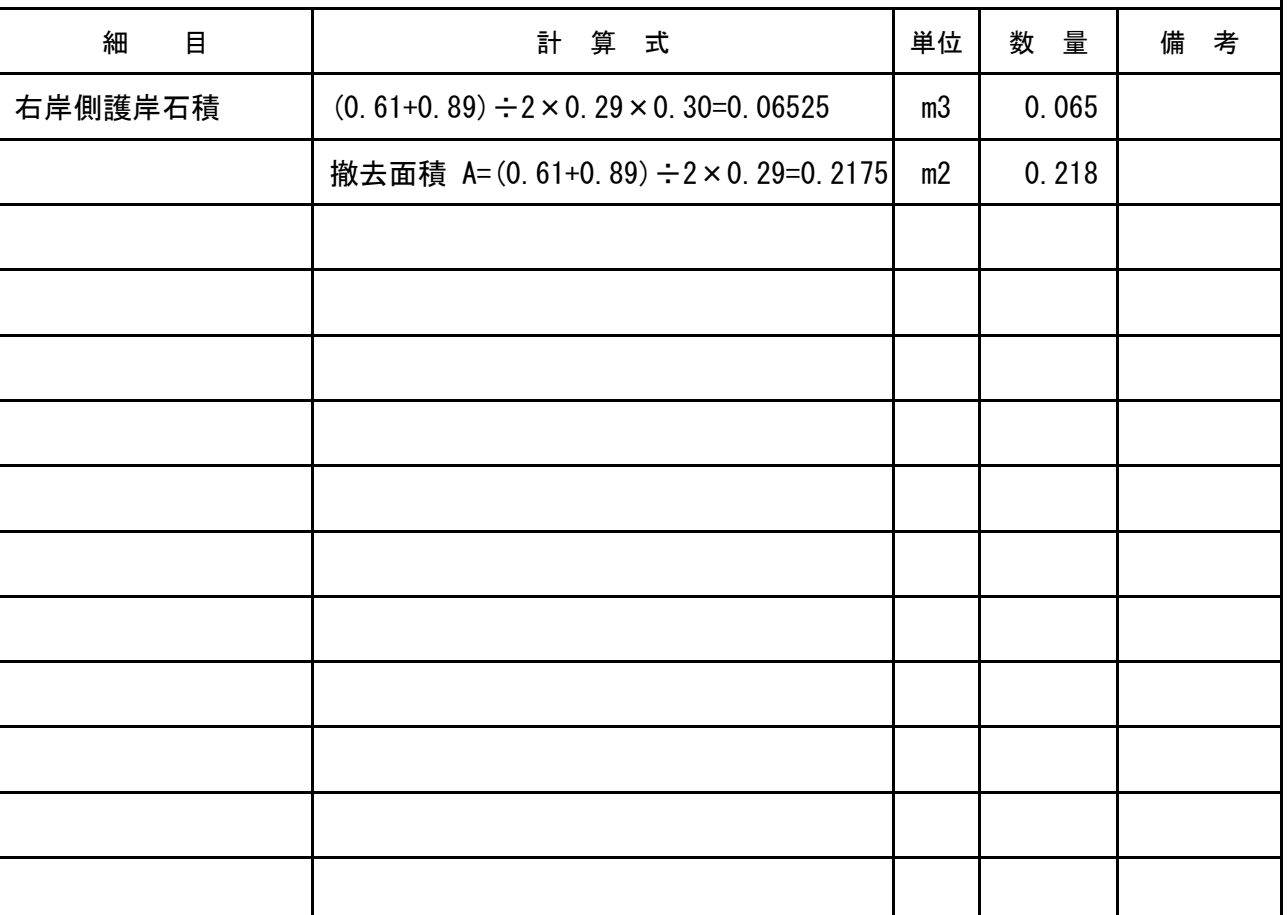 細　目 計　算　式 単位 数　量 備　考
右岸側護岸石積 (0.61+0.89)÷2×0.29×0.30=0.06525 m3 0.065
撤去面積 A=(0.61+0.89)÷2×0.29=0.2175 m2 0.218